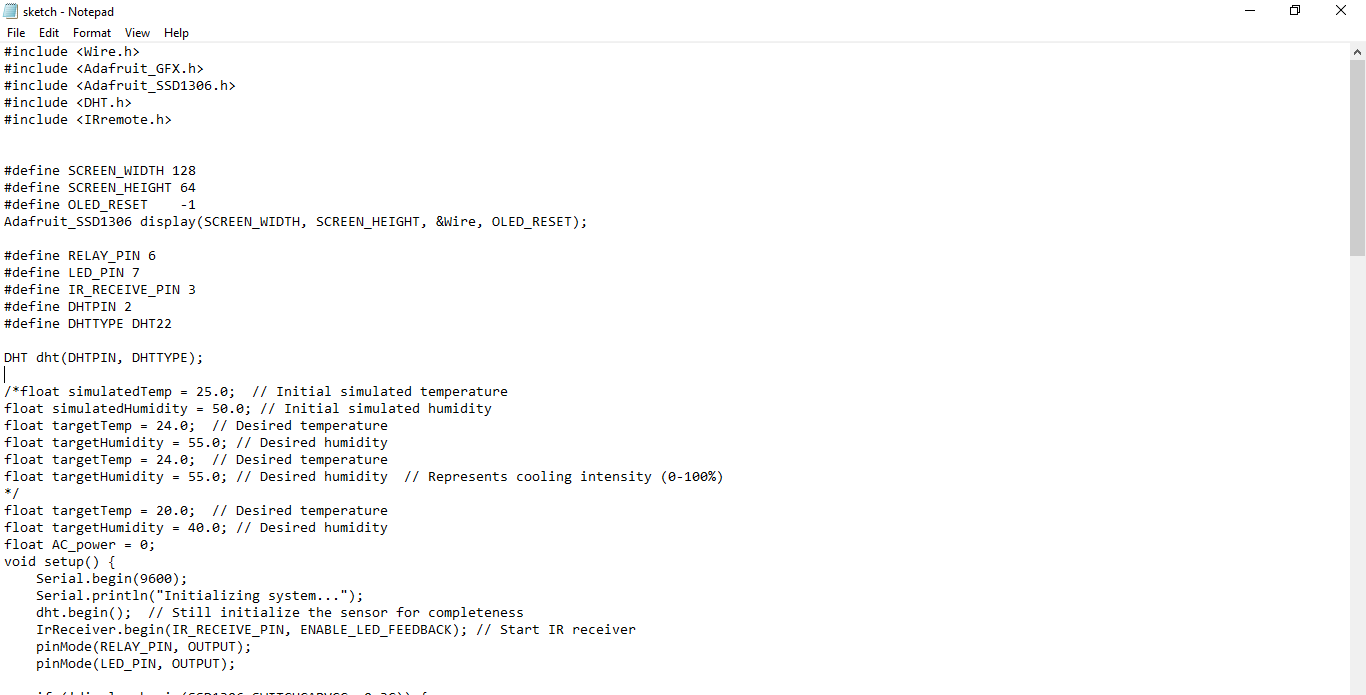 sketch - Notepad
File Edit Format View Help
#include <Wire.h>
#include <Adafruit_GFX.h>
#include <Adafruit_SSD1306.h>
#include <DHT.h>
#include <IRremote.h>
#define SCREEN_WIDTH 128
#define SCREEN_HEIGHT 64
#define OLED_RESET    -1
Adafruit_SSD1306 display(SCREEN_WIDTH, SCREEN_HEIGHT, &Wire, OLED_RESET);
#define RELAY_PIN 6
#define LED_PIN 7
#define IR_RECEIVE_PIN 3
#define DHTPIN 2
#define DHTTYPE DHT22
DHT dht(DHTPIN, DHTTYPE);
/*float simulatedTemp = 25.0;  // Initial simulated temperature
float simulatedHumidity = 50.0; // Initial simulated humidity
float targetTemp = 24.0;  // Desired temperature
float targetHumidity = 55.0; // Desired humidity
float targetTemp = 24.0;  // Desired temperature
float targetHumidity = 55.0; // Desired humidity  // Represents cooling intensity (0-100%)
*/
float targetTemp = 20.0;  // Desired temperature
float targetHumidity = 40.0; // Desired humidity
float AC_power = 0;
void setup() {
    Serial.begin(9600);
    Serial.println("Initializing system...");
    dht.begin();  // Still initialize the sensor for completeness
    IrReceiver.begin(IR_RECEIVE_PIN, ENABLE_LED_FEEDBACK); // Start IR receiver
    pinMode(RELAY_PIN, OUTPUT);
    pinMode(LED_PIN, OUTPUT);